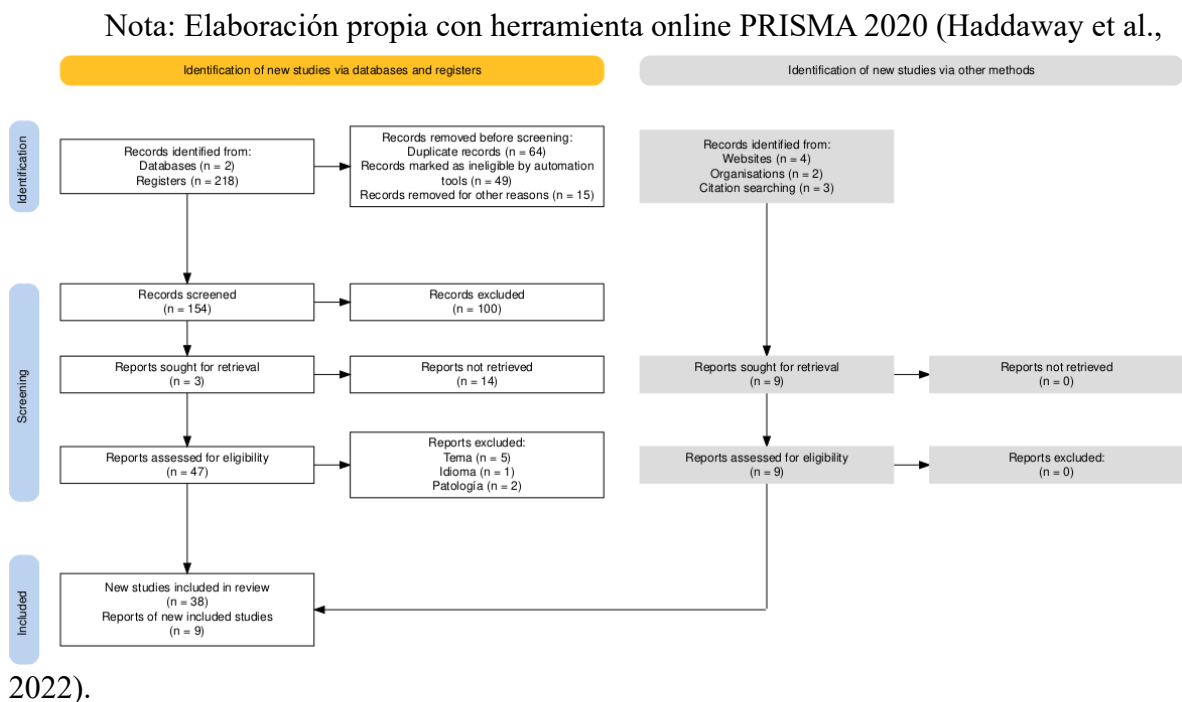 Nota: Elaboración propia con herramienta online PRISMA 2020 (Haddaway et al.,
Identification of new studies via databases and registers
Identification of new studies via other methods
Identification
Records identified from:
Databases (n = 2)
Registers (n = 218)
Records removed before screening:
Duplicate records (n = 64)
Records marked as ineligible by automation
tools (n = 49)
Records removed for other reasons (n = 15)
Records identified from:
Websites (n = 4)
Organisations (n = 2)
Citation searching (n = 3)
Screening
Records screened
(n = 154)
Records excluded
(n = 100)
Reports sought for retrieval
(n = 3)
Reports not retrieved
(n = 14)
Reports sought for retrieval
(n = 9)
Reports not retrieved
(n = 0)
Reports assessed for eligibility
(n = 47)
Reports excluded:
Tema (n = 5)
Idioma (n = 1)
Patología (n = 2)
Reports assessed for eligibility
(n = 9)
Reports excluded:
(n = 0)
Included
New studies included in review
(n = 38)
Reports of new included studies
(n = 9)
2022).